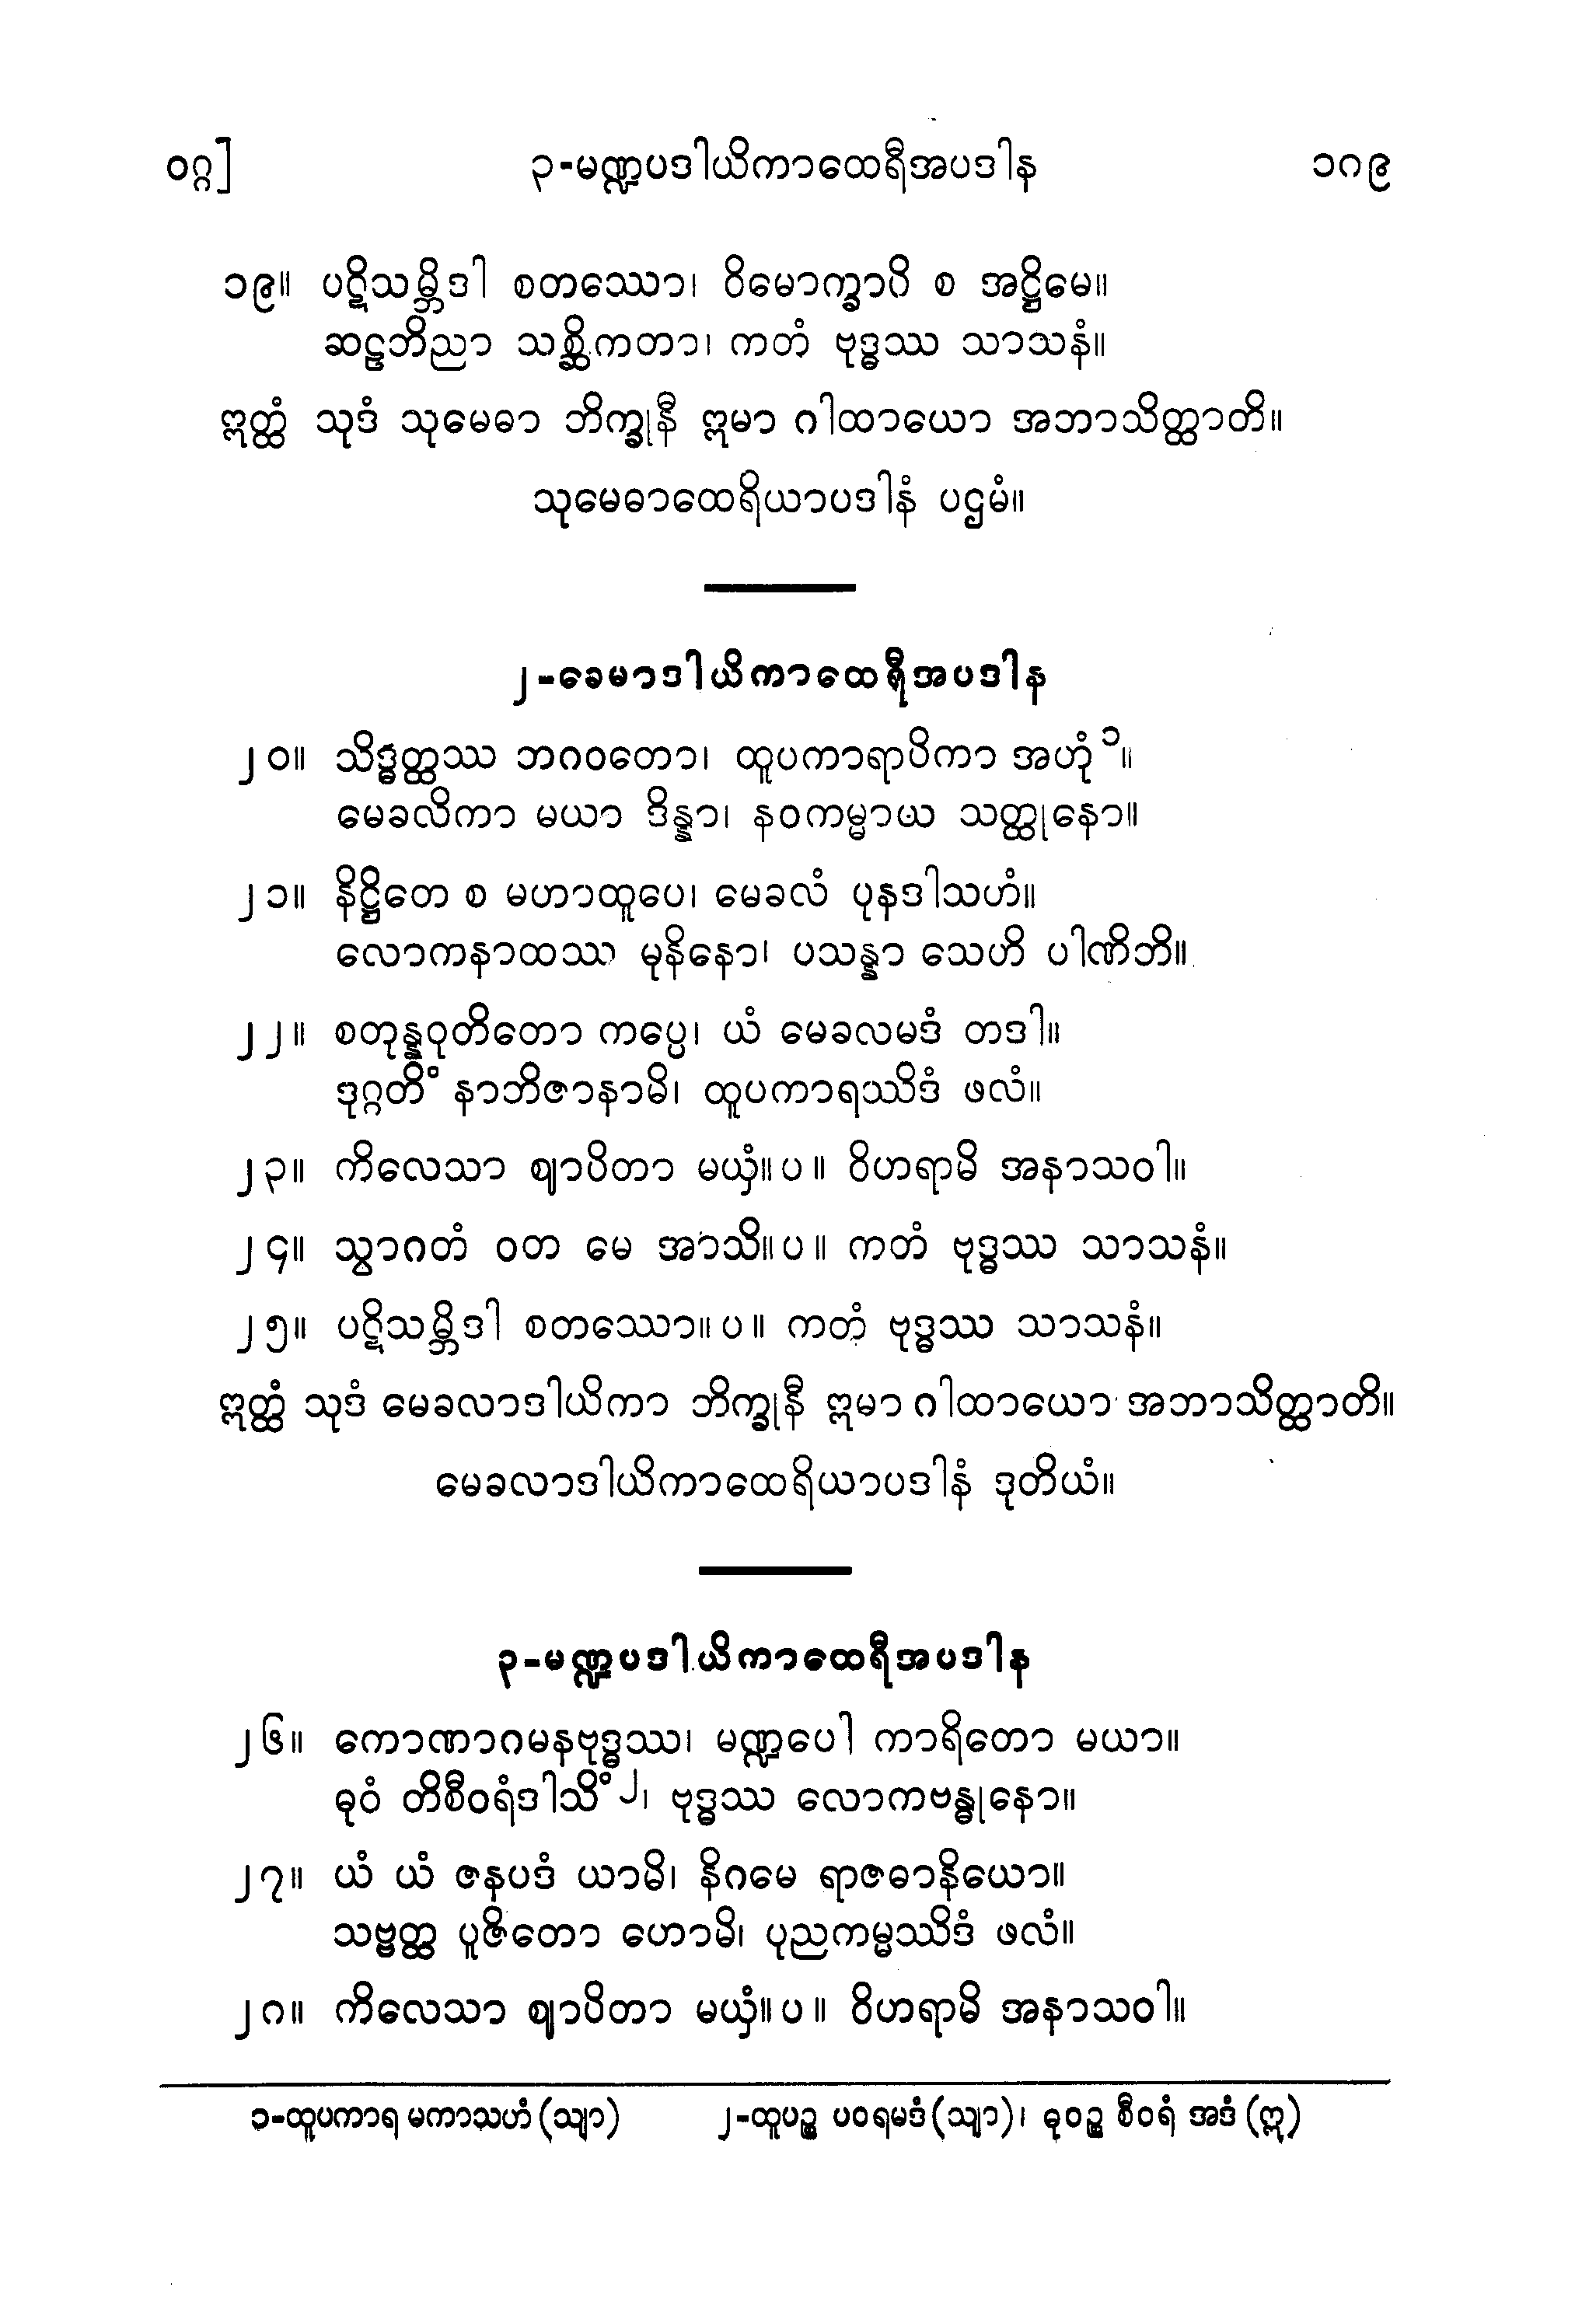 ဝဂ္ဂ] ၃-မဏ္ဍပဒါယိကာထေရီအပဒါန ၁၈၉
၁၉။ ပဋိသမ္ဘိဒါ စတဿော၊ ဝိမောက္ခာပိ စ အဋ္ဌိမေ။
ဆဠဘိညာ သစ္ဆိကတာ၊ ကတံ ဗုဒ္ဓဿ သာသနံ။
ဣတ္ထံ သုဒံ သုမေဓာ ဘိက္ခုနီ ဣမာ ဂါထာယော အဘာသိတ္ထာတိ။
သုမေဓာထေရိယာပဒါနံ ပဌမံ။
၂-ခေမာဒါယိကာထေရီအပဒါန
၂၀။ သိဒ္ဓတ္ထဿ ဘဂဝတော၊ ထူပကာရာပိကာ အဟုံ ၁။
မေခလိကာ မယာ ဒိန္နာ၊ နဝကမ္မာယ သတ္ထုနော။
၂၁။ နိဋ္ဌိတေ စ မဟာထူပေ၊ မေခလံ ပုနဒါသဟံ။
လောကနာထဿ မုနိနော၊ ပသန္နာ သေဟိ ပါဏိဘိ။
၂၂။ စတုန္နဝုတိတော ကပ္ပေ၊ ယံ မေခလမဒံ တဒါ။
ဒုဂ္ဂတိံ နာဘိဇာနာမိ၊ ထူပကာရဿိဒံ ဖလံ။
၂၃။ ကိလေသာ ဈာပိတာ မယှံ။ပ။ ဝိဟရာမိ အနာသဝါ။
၂၄။ သွာဂတံ ဝတ မေ အာသိ။ပ။ ကတံ ဗုဒ္ဓဿ သာသနံ။
၂၅။ ပဋိသမ္ဘိဒါ စတဿော။ပ။ ကတံ ဗုဒ္ဓဿ သာသနံ။
ဣတ္ထံ သုဒံ မေခလာဒါယိကာ ဘိက္ခုနီ ဣမာ ဂါထာယော အဘာသိတ္ထာတိ။
မေခလာဒါယိကာထေရိယာပဒါနံ ဒုတိယံ။
၃-မဏ္ဍပဒါယိကာထေရီအပဒါန
၂၆။ ကောဏာဂမနဗုဒ္ဓဿ၊ မဏ္ဍပေါ ကာရိတော မယာ။
ဓုဝံ တိစီဝရံဒါသိံ ၂၊ ဗုဒ္ဓဿ လောကဗန္ဓုနော။
၂၇။ ယံ ယံ ဇနပဒံ ယာမိ၊ နိဂမေ ရာဇဓာနိယော။
သဗ္ဗတ္ထ ပူဇိတော ဟောမိ၊ ပုညကမ္မဿိဒံ ဖလံ။
၂၈။ ကိလေသာ ဈာပိတာ မယှံ။ပ။ ဝိဟရာမိ အနာသဝါ။
၁-ထူပကာရ မကာသဟံ (သျာ) ၂-ထူပဉ္စ ပဝရမဒံ (သျာ)၊ ဓုဝဉ္စ စီဝရံ အဒံ (ဣ)